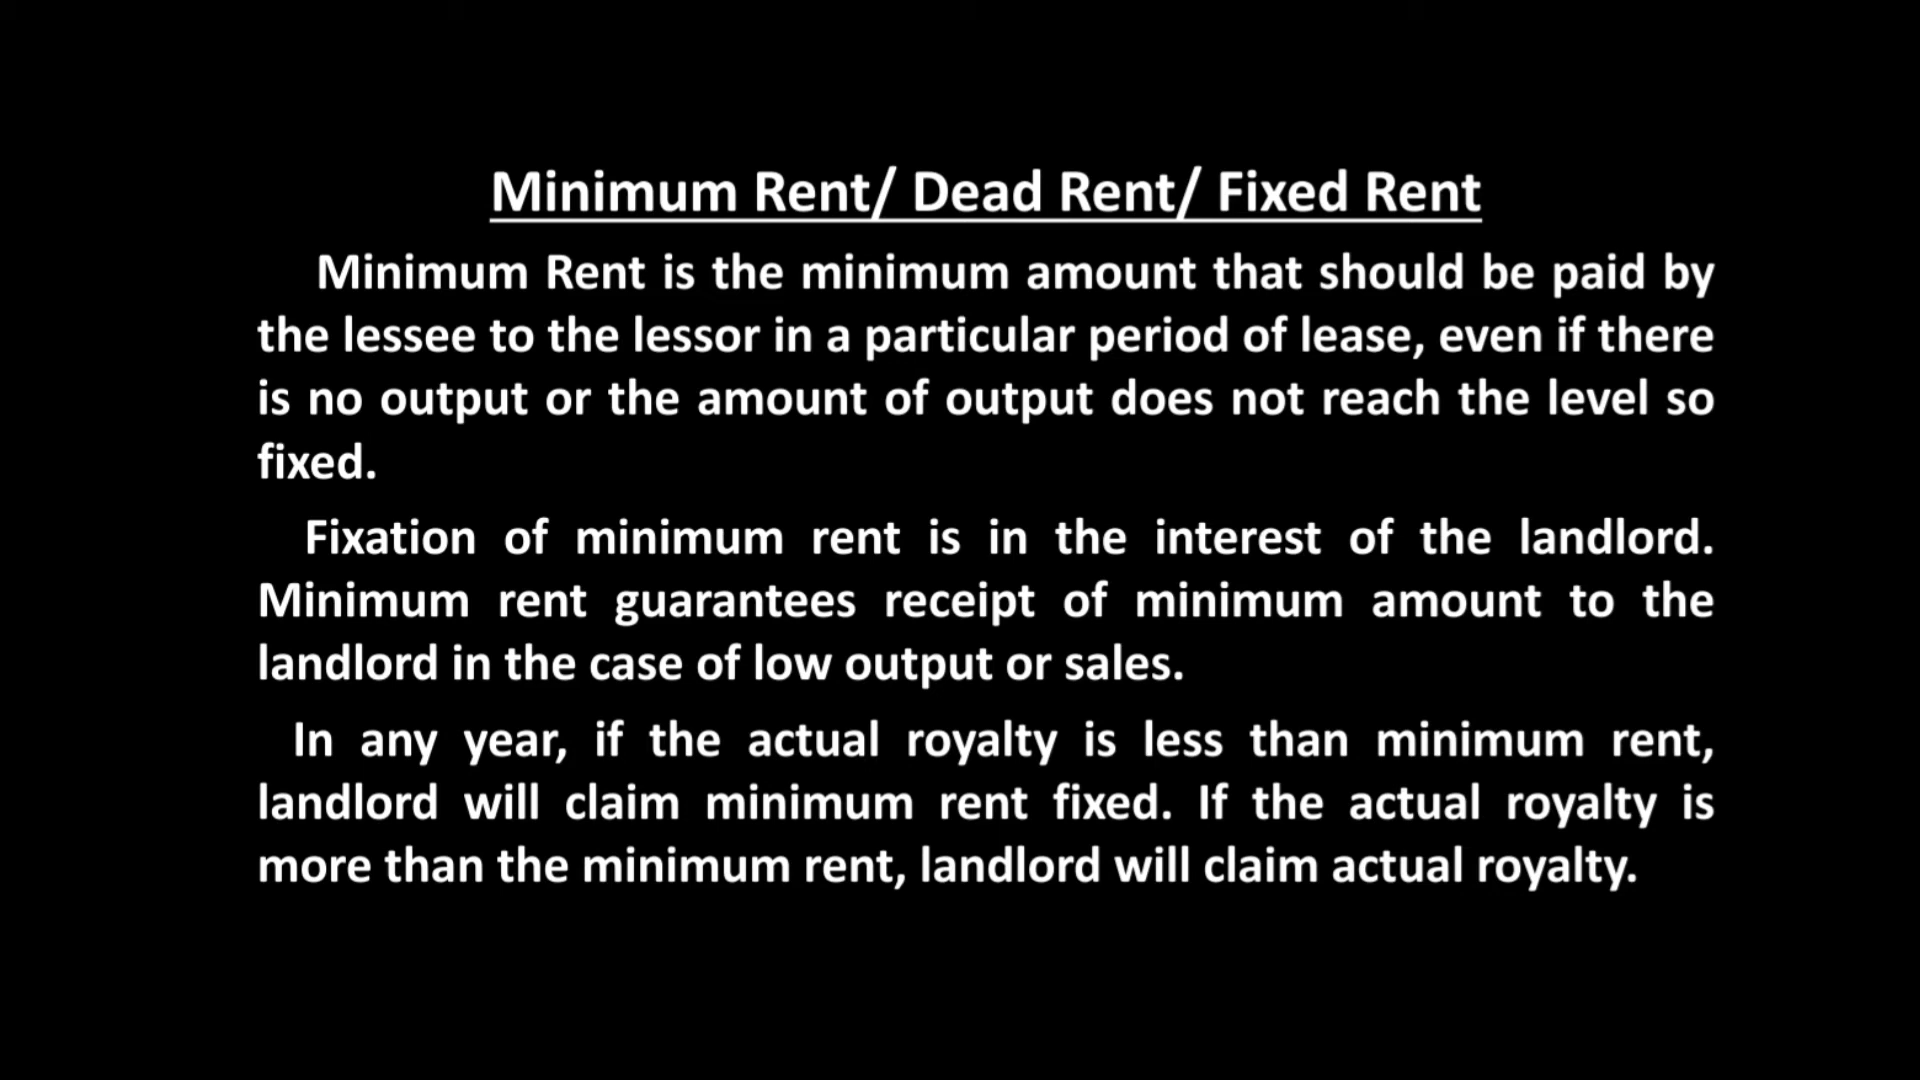 Minimum Rent/ Dead Rent/ Fixed Rent
Minimum Rent is the minimum amount that should be paid by
the lessee to the lessor in a particular period of lease, even if there
is no output or the amount of output does not reach the level so
fixed.
Fixation of minimum rent is in the interest of the landlord.
Minimum rent guarantees receipt of minimum amount to the
landlord in the case of low output or sales.
In any year, if the actual royalty is less than minimum rent,
landlord will claim minimum rent fixed. If the actual royalty is
more than the minimum rent, landlord will claim actual royalty.